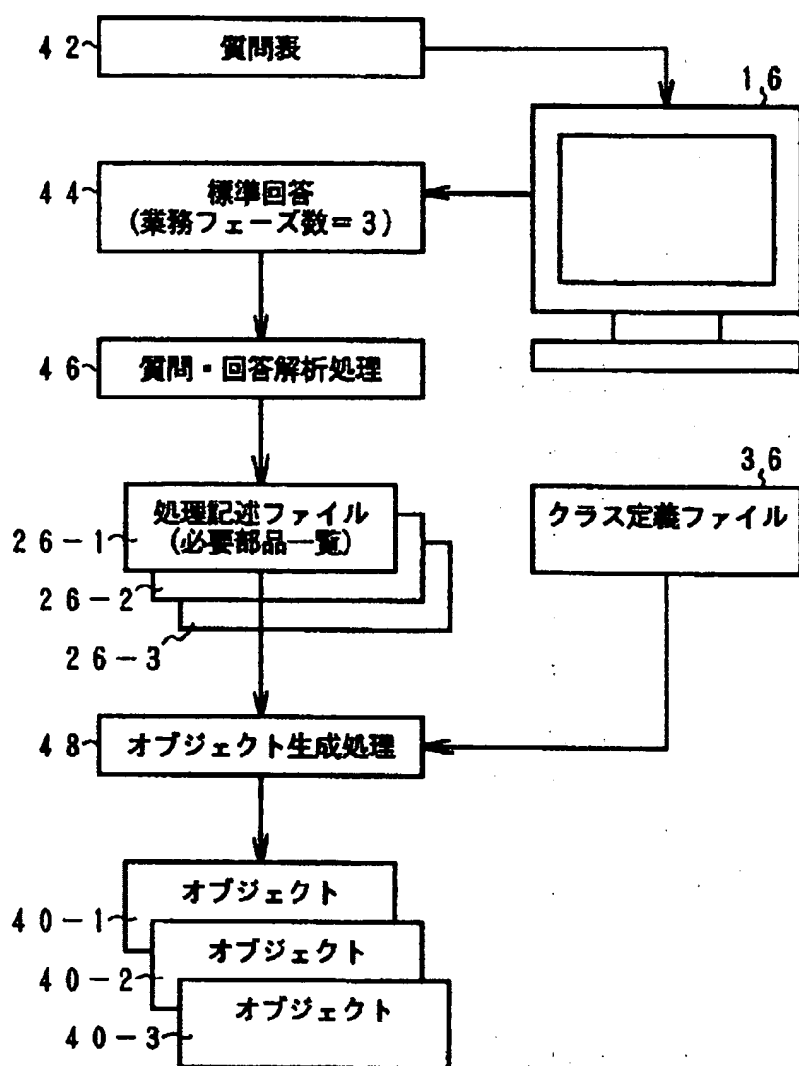 42 質問表
16
44 標準回答
(業務フェーズ数=3)
46 質問・回答解析処理
36
処理記述ファイル
クラス定義ファイル
26-1 (必要部品一覧)
26-2
26-3
48 オブジェクト生成処理
オブジェクト
40-1
オブジェクト
40-2
オブジェクト
40-3